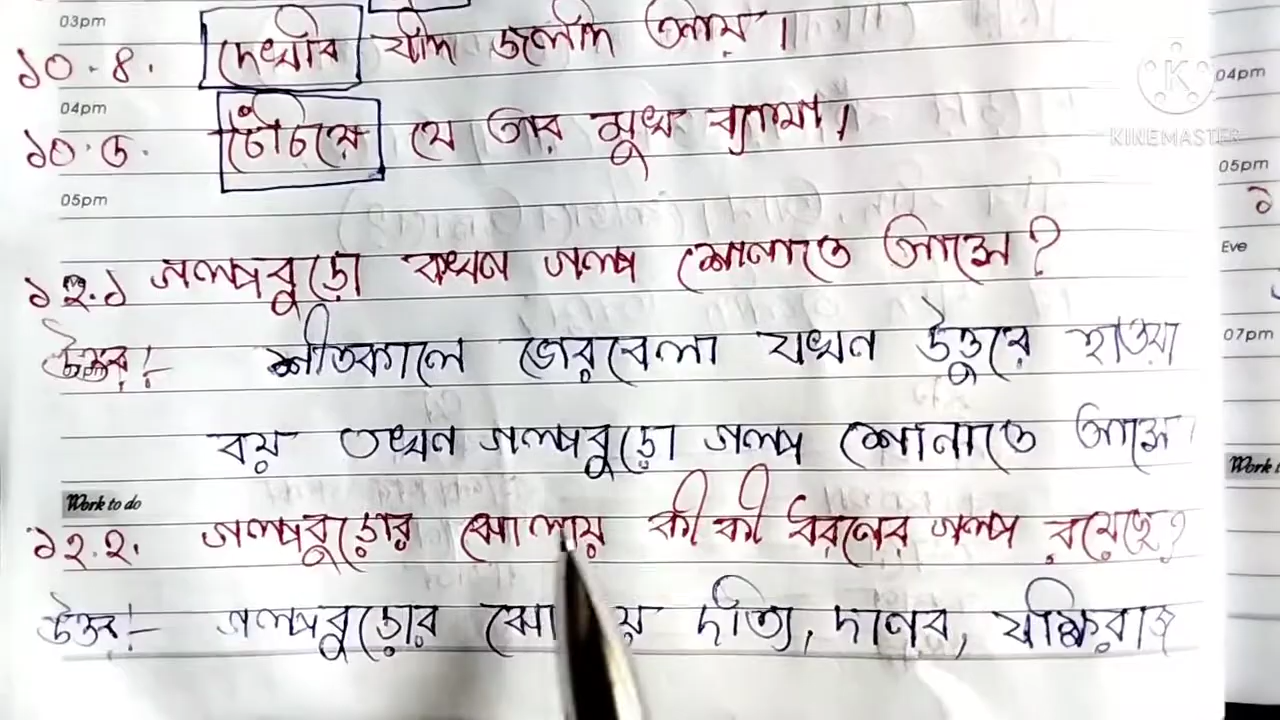 03pm
১০.৪. দেখবি যদি জলদি আয়।
04pm
04pm
KINEMASTER
১০.৫. চেঁচিয়ে যে তার মুখ ব্যথা।
05pm
05pm
১২.১ গল্পবুড়ো কখন গল্প শোনাতে আসে?
Eve
উত্তর:- শীতকালে ভোরবেলা যখন উত্তুরে হাওয়া
07pm
বয় তখন গল্পবুড়ো গল্প শোনাতে আসে।
Work to do
১২.২. গল্পবুড়োর ঝোলায় কী কী ধরনের গল্প রয়েছে?
উত্তর:- গল্পবুড়োর দত্যি, দানব, যক্ষিরাজ